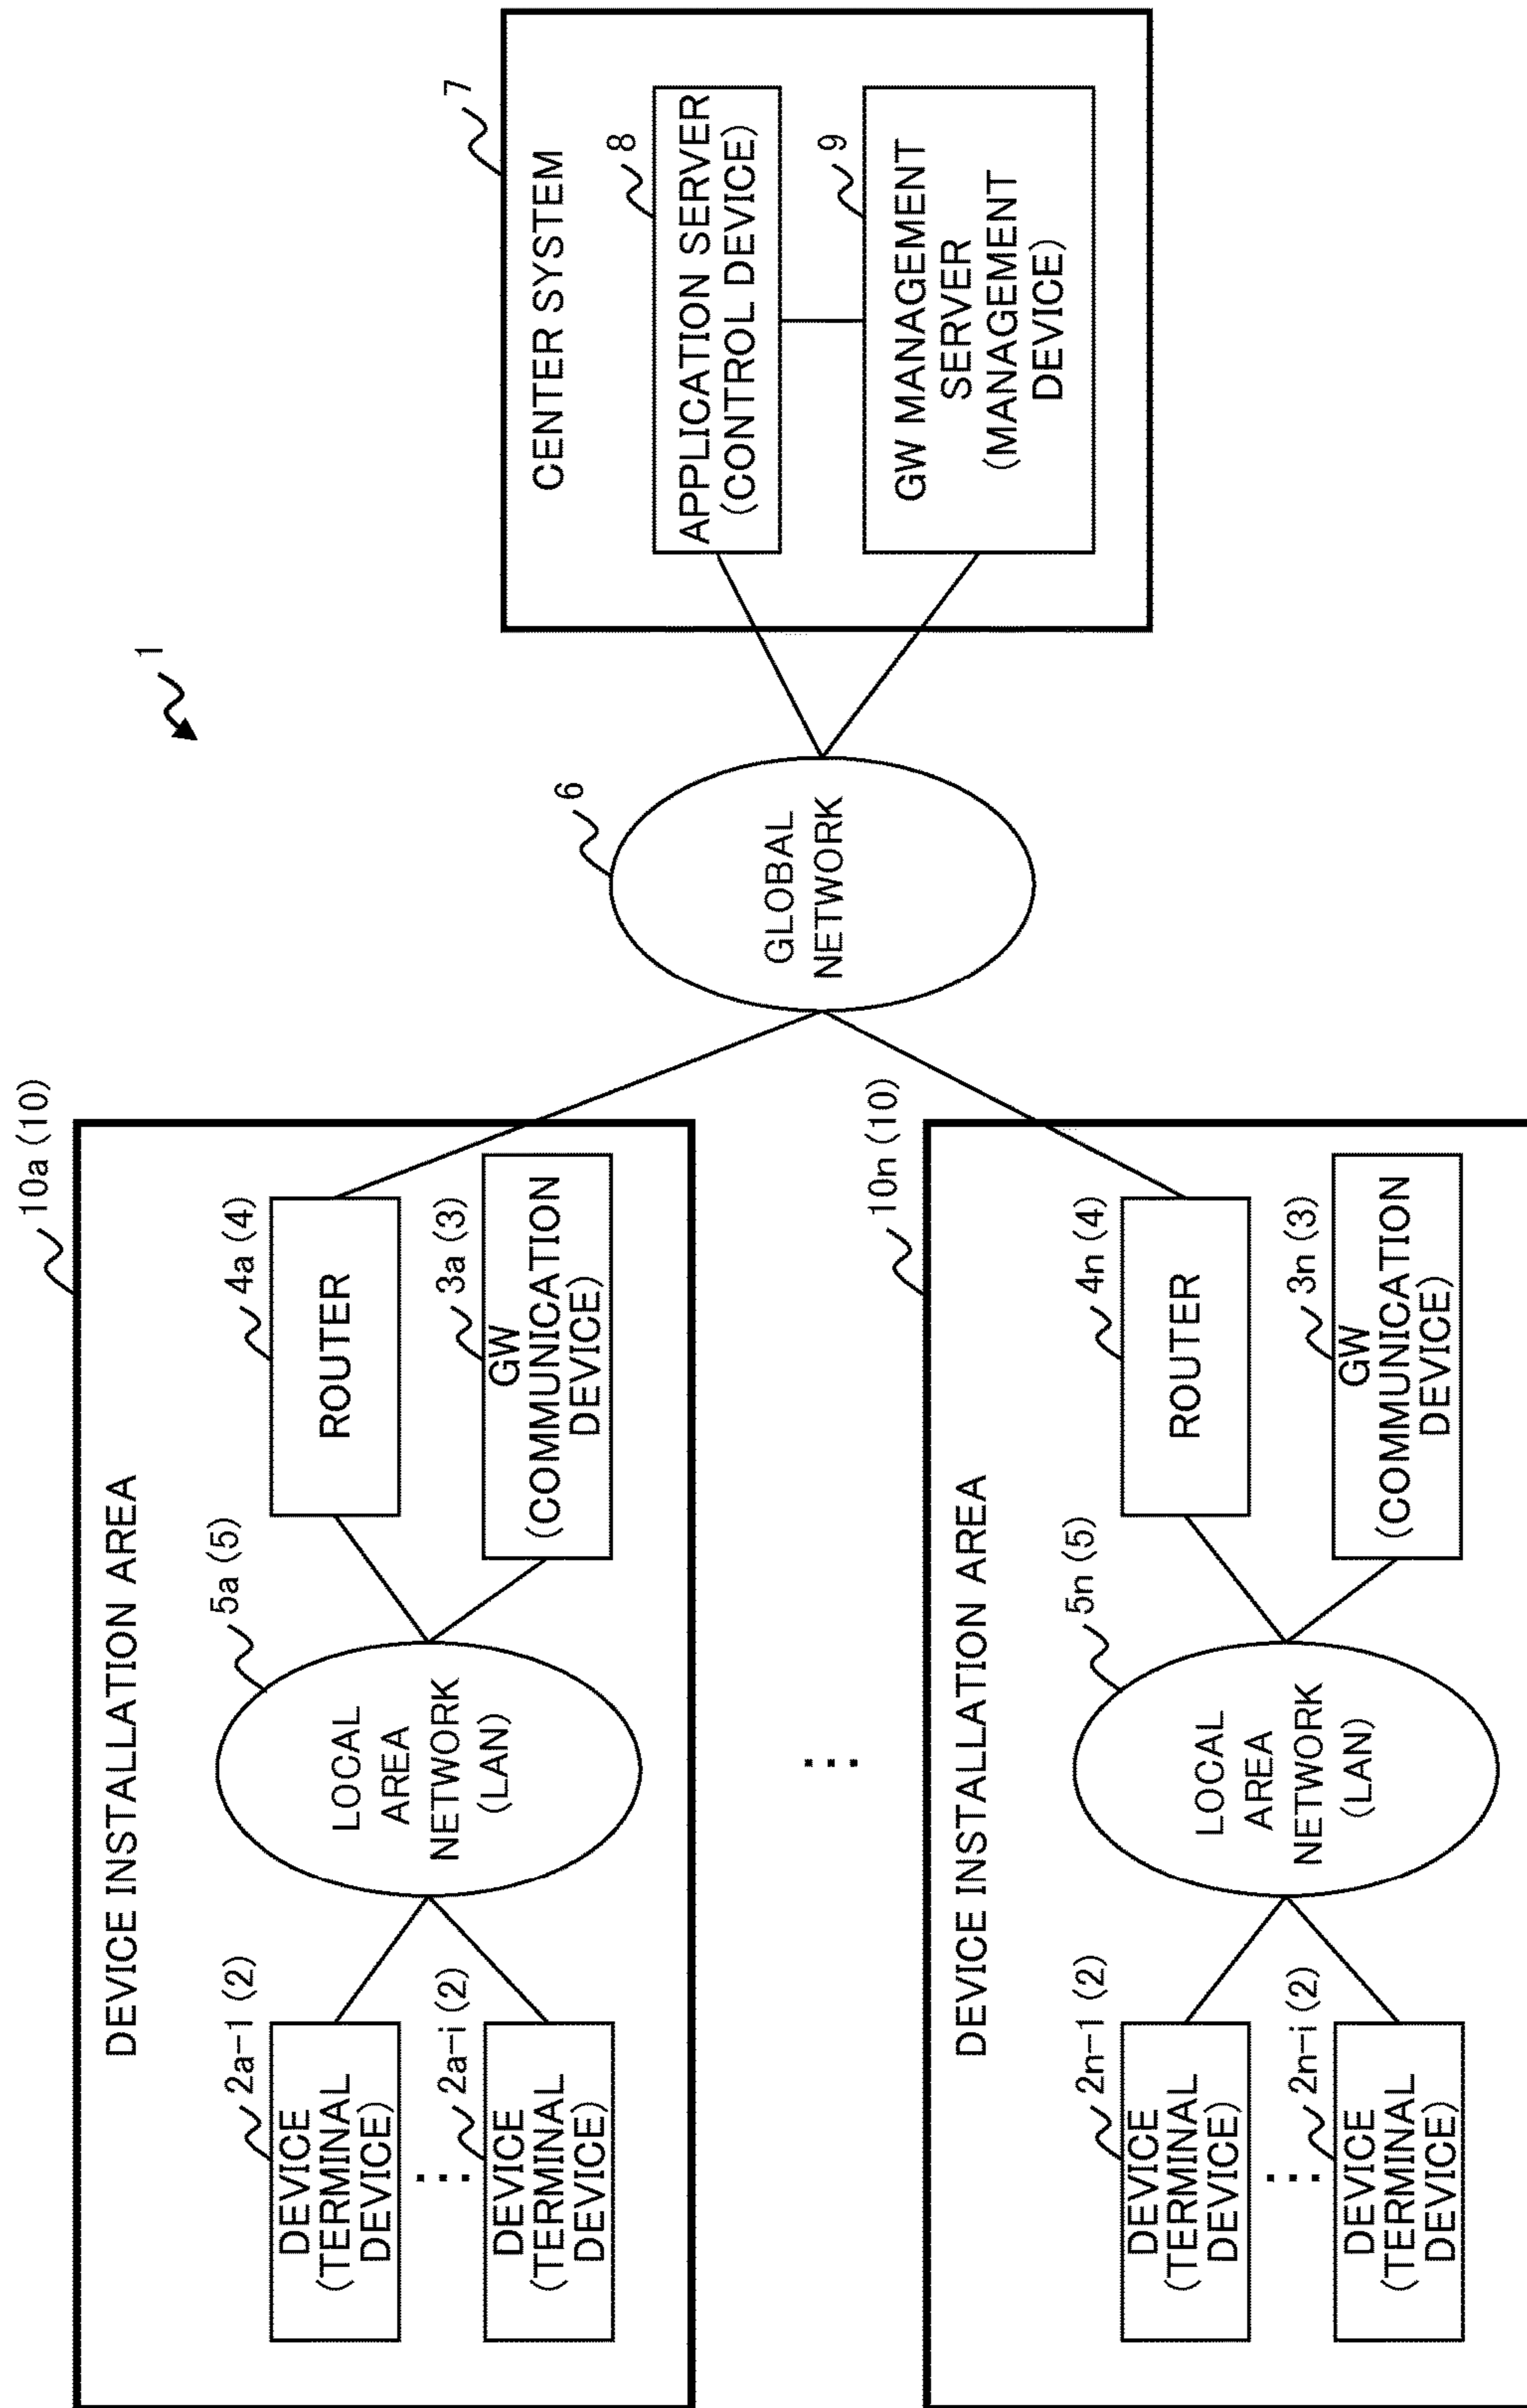 1
10a (10)
DEVICE INSTALLATION AREA
2a-1 (2)
DEVICE
(TERMINAL
DEVICE)
⋮
2a-i (2)
DEVICE
(TERMINAL
DEVICE)
5a (5)
LOCAL
AREA
NETWORK
(LAN)
4a (4)
ROUTER
3a (3)
GW
(COMMUNICATION
DEVICE)
⋮
10n (10)
DEVICE INSTALLATION AREA
2n-1 (2)
DEVICE
(TERMINAL
DEVICE)
⋮
2n-i (2)
DEVICE
(TERMINAL
DEVICE)
5n (5)
LOCAL
AREA
NETWORK
(LAN)
4n (4)
ROUTER
3n (3)
GW
(COMMUNICATION
DEVICE)
6
GLOBAL
NETWORK
7
CENTER SYSTEM
8
APPLICATION SERVER
(CONTROL DEVICE)
9
GW MANAGEMENT
SERVER
(MANAGEMENT
DEVICE)